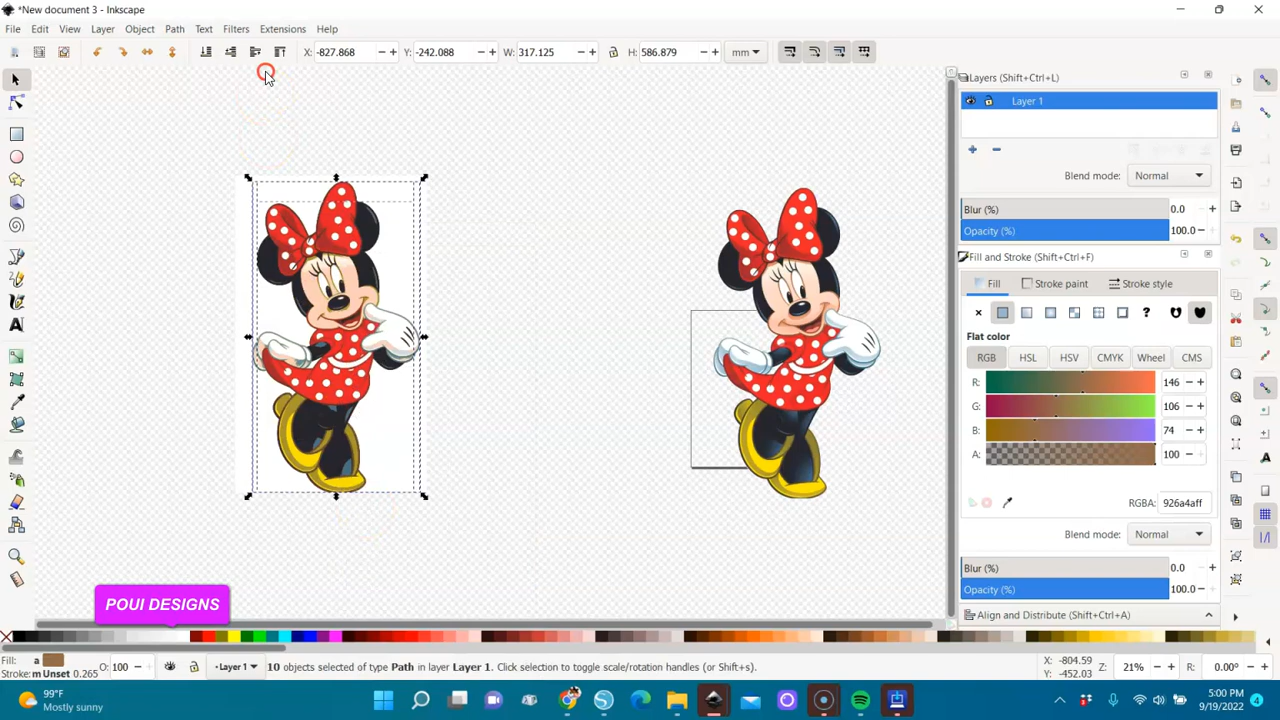 *New document 3 - Inkscape
File Edit View Layer Object Path Text Filters Extensions Help
X: -827.868 - + Y: -242.088 - + W: 317.125 - + H: 586.879 - + mm
Layers (Shift+Ctrl+L)
Layer 1
Blend mode: Normal
Blur (%) 0.0 - +
Opacity (%) 100.0 - +
Fill and Stroke (Shift+Ctrl+F)
Fill Stroke paint Stroke style
Flat color
RGB HSL HSV CMYK Wheel CMS
R: 146 - +
G: 106 - +
B: 74 - +
A: 100 - +
RGBA: 926a4aff
Blend mode: Normal
Blur (%) 0.0 - +
Opacity (%) 100.0 - +
Align and Distribute (Shift+Ctrl+A)
POUI DESIGNS
Fill: a O: 100 - + Layer 1 10 objects selected of type Path in layer Layer 1. Click selection to toggle scale/rotation handles (or Shift+s). X: -804.59 Z: 21% - + R: 0.00°
Stroke: m Unset 0.265 Y: -452.03
99°F
Mostly sunny
5:00 PM
9/19/2022